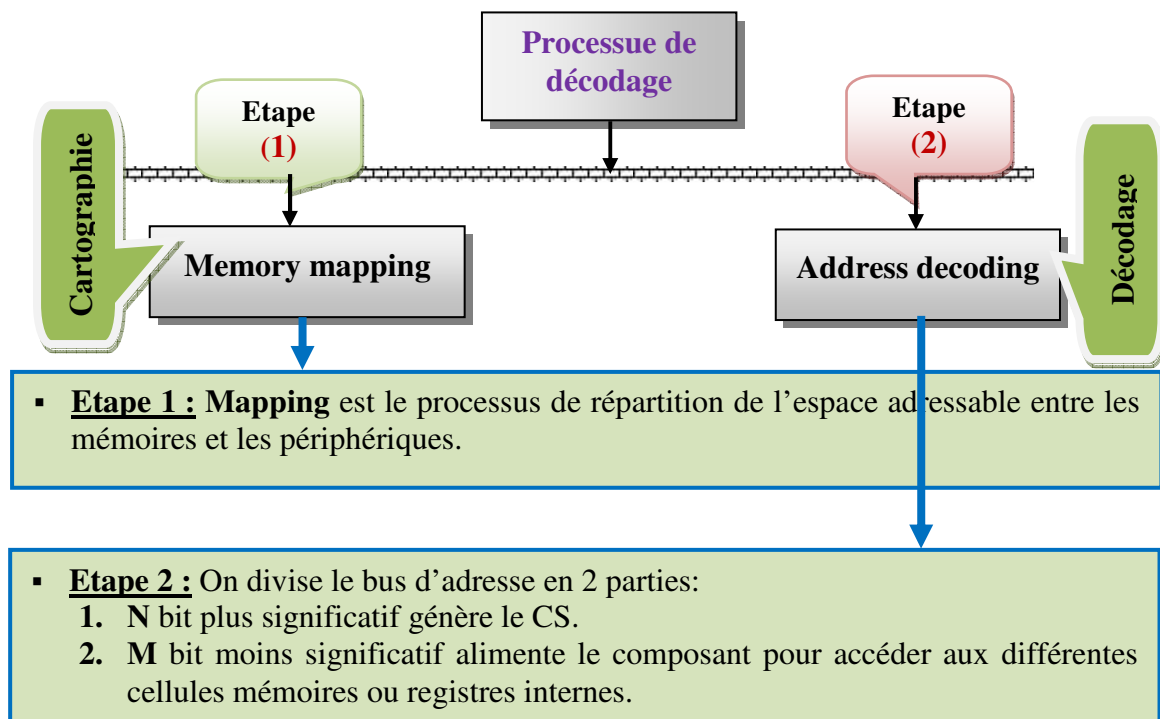 Processue de
décodage
Etape
(1)
Etape
(2)
Cartographie
Memory mapping
Address decoding
Décodage
▪ Etape 1 : Mapping est le processus de répartition de l’espace adressable entre les
mémoires et les périphériques.
▪ Etape 2 : On divise le bus d’adresse en 2 parties:
1. N bit plus significatif génère le CS.
2. M bit moins significatif alimente le composant pour accéder aux différentes
cellules mémoires ou registres internes.